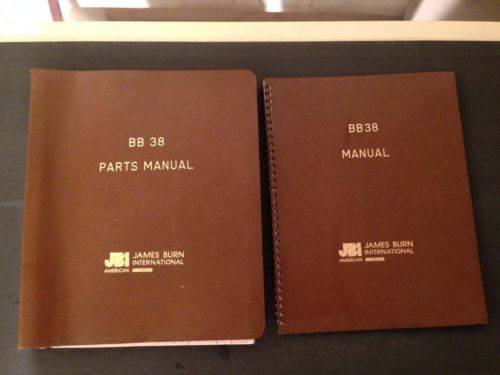 BB 38
PARTS MANUAL
JBI JAMES BURN
INTERNATIONAL
AMERICAN
BB38
MANUAL
JBI JAMES BURN
INTERNATIONAL
AMERICAN